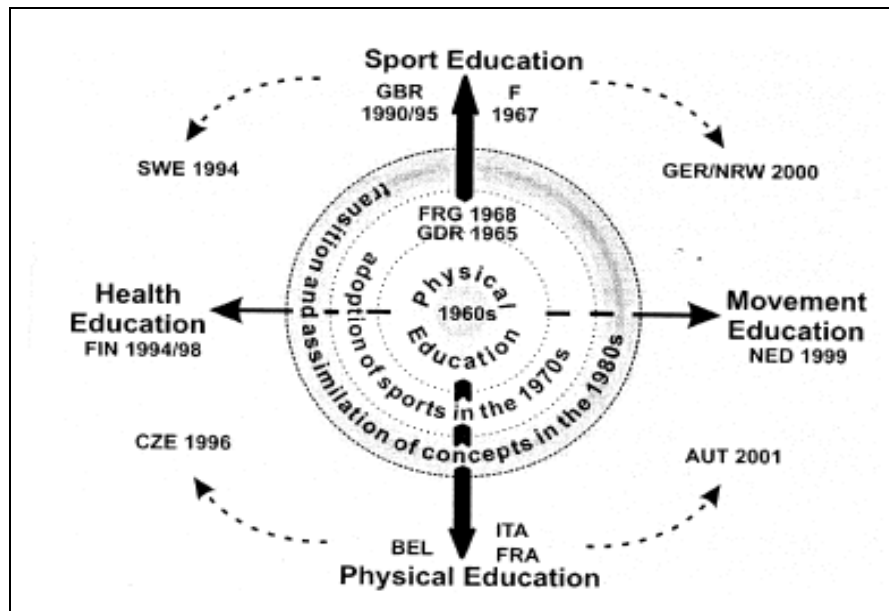 Sport Education
GBR
1990/95
F
1967
SWE 1994
GER/NRW 2000
transition and assimilation of concepts in the 1980s
FRG 1968
GDR 1965
adoption of sports in the 1970s
Physical
1960s
Education
Health
Education
FIN 1994/98
Movement
Education
NED 1999
CZE 1996
AUT 2001
BEL
ITA
FRA
Physical Education